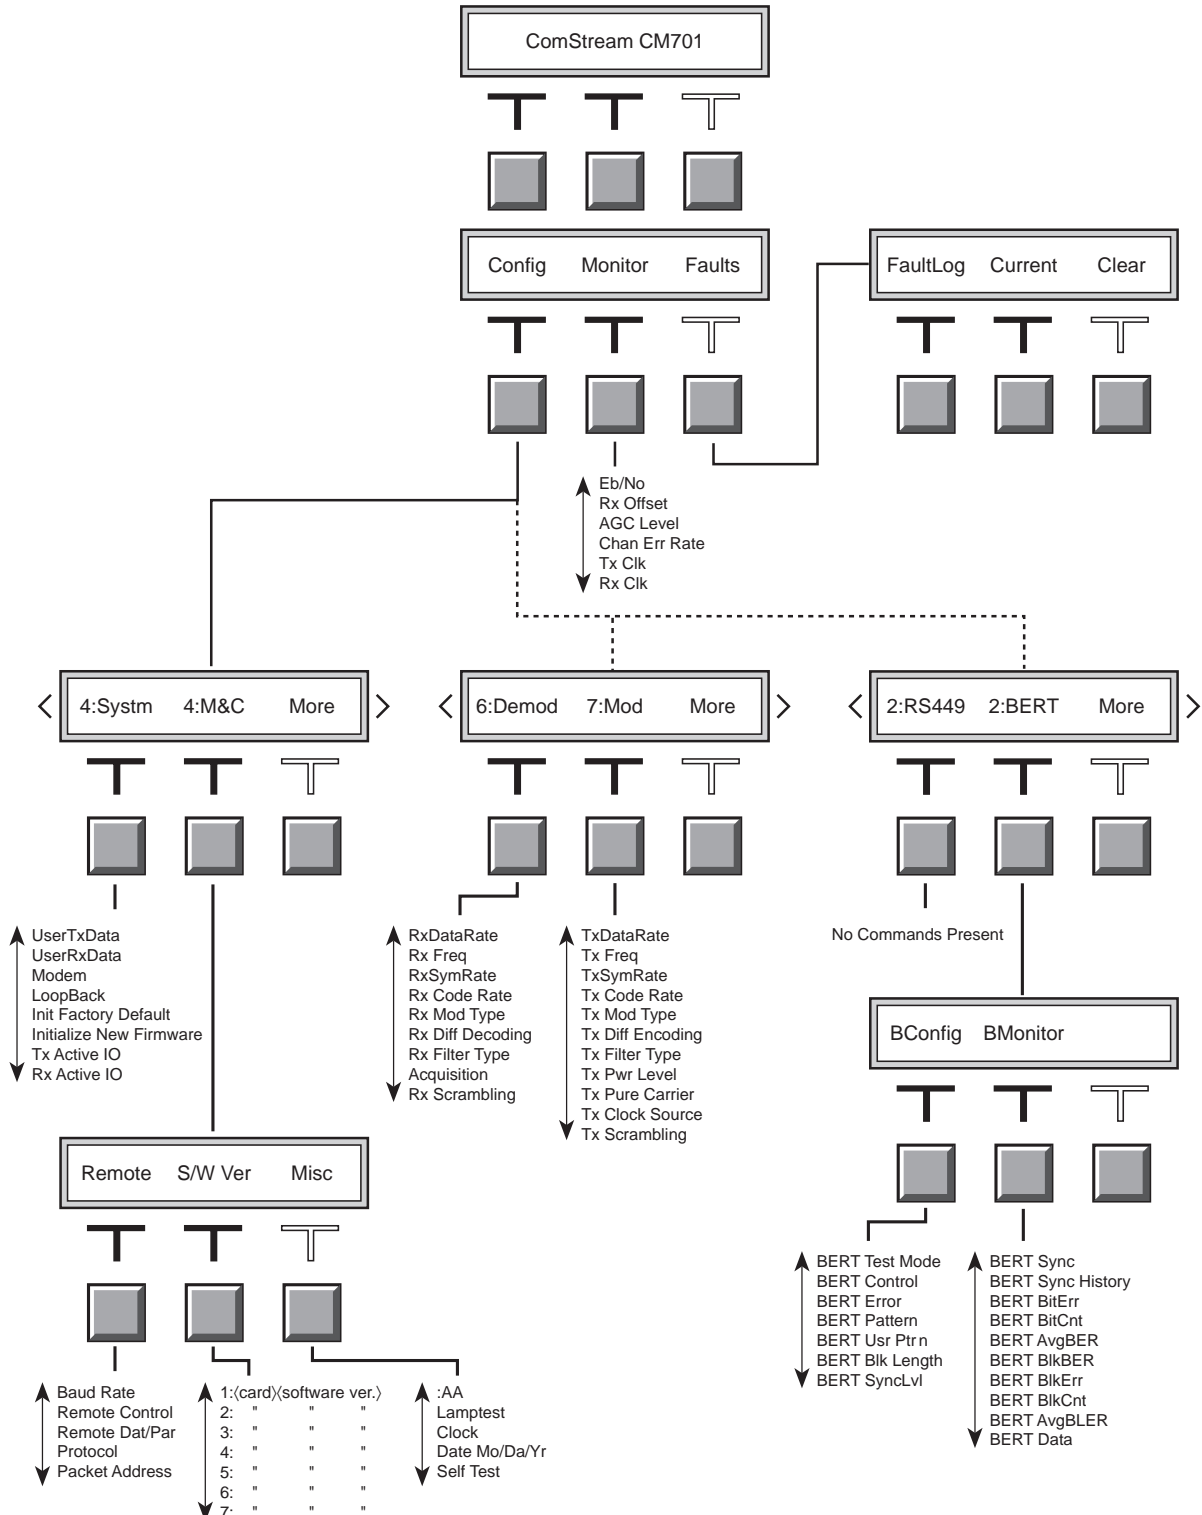 ComStream CM701
Config Monitor Faults
FaultLog Current Clear
Eb/No
Rx Offset
AGC Level
Chan Err Rate
Tx Clk
Rx Clk
< 4:Systm 4:M&C More >
< 6:Demod 7:Mod More >
< 2:RS449 2:BERT More >
UserTxData
UserRxData
Modem
LoopBack
Init Factory Default
Initialize New Firmware
Tx Active IO
Rx Active IO
RxDataRate
Rx Freq
RxSymRate
Rx Code Rate
Rx Mod Type
Rx Diff Decoding
Rx Filter Type
Acquisition
Rx Scrambling
TxDataRate
Tx Freq
TxSymRate
Tx Code Rate
Tx Mod Type
Tx Diff Encoding
Tx Filter Type
Tx Pwr Level
Tx Pure Carrier
Tx Clock Source
Tx Scrambling
No Commands Present
BConfig BMonitor
Remote S/W Ver Misc
BERT Test Mode
BERT Control
BERT Error
BERT Pattern
BERT Usr Ptrn
BERT Blk Length
BERT SyncLvl
BERT Sync
BERT Sync History
BERT BitErr
BERT BitCnt
BERT AvgBER
BERT BlkBER
BERT BlkErr
BERT BlkCnt
BERT AvgBLER
BERT Data
Baud Rate
Remote Control
Remote Dat/Par
Protocol
Packet Address
1:〈card〉〈software ver.〉
2: " " "
3: " " "
4: " " "
5: " " "
6: " " "
7: " " "
:AA
Lamptest
Clock
Date Mo/Da/Yr
Self Test